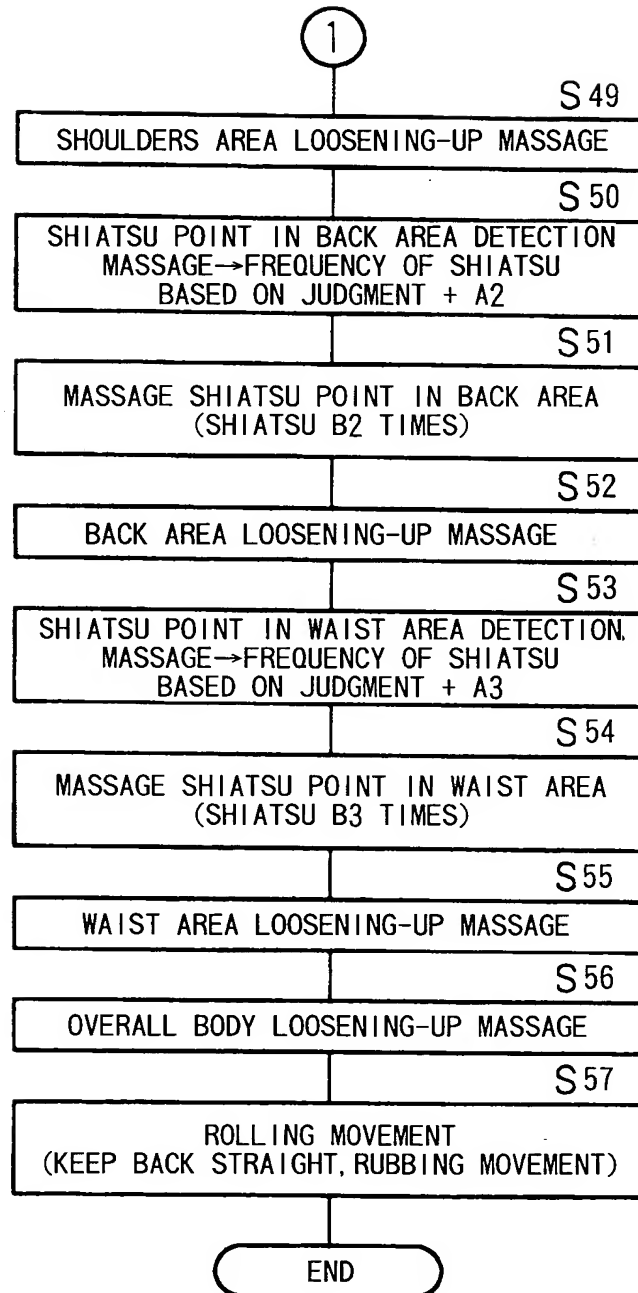 1
S49
SHOULDERS AREA LOOSENING-UP MASSAGE
S50
SHIATSU POINT IN BACK AREA DETECTION
MASSAGE→FREQUENCY OF SHIATSU
BASED ON JUDGMENT + A2
S51
MASSAGE SHIATSU POINT IN BACK AREA
(SHIATSU B2 TIMES)
S52
BACK AREA LOOSENING-UP MASSAGE
S53
SHIATSU POINT IN WAIST AREA DETECTION.
MASSAGE→FREQUENCY OF SHIATSU
BASED ON JUDGMENT + A3
S54
MASSAGE SHIATSU POINT IN WAIST AREA
(SHIATSU B3 TIMES)
S55
WAIST AREA LOOSENING-UP MASSAGE
S56
OVERALL BODY LOOSENING-UP MASSAGE
S57
ROLLING MOVEMENT
(KEEP BACK STRAIGHT, RUBBING MOVEMENT)
END